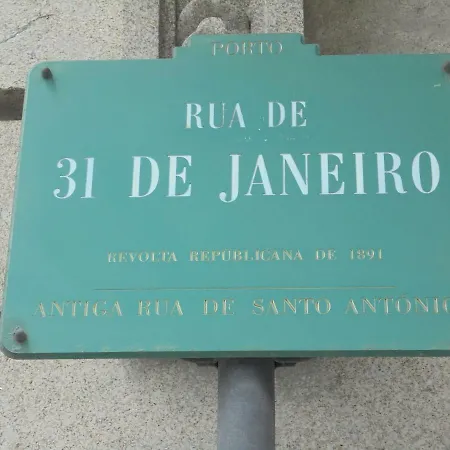 PORTO
RUA DE
31 DE JANEIRO
REVOLTA REPUBLICANA DE 1891
ANTIGA RUA DE SANTO ANTONIO